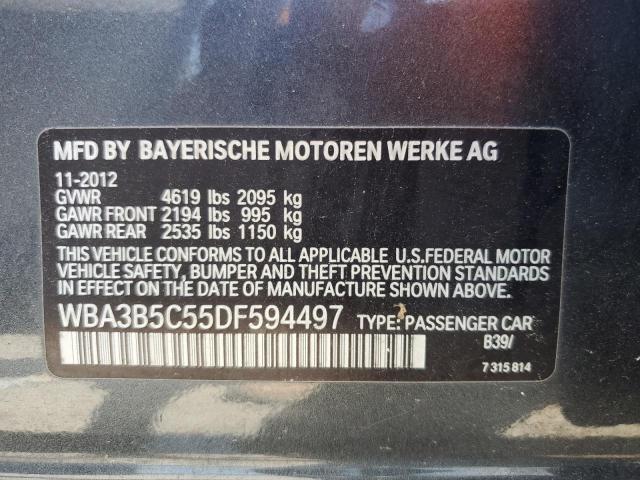 MFD BY BAYERISCHE MOTOREN WERKE AG
11-2012
GVWR 4619 lbs 2095 kg
GAWR FRONT 2194 lbs 995 kg
GAWR REAR 2535 lbs 1150 kg
THIS VEHICLE CONFORMS TO ALL APPLICABLE U.S.FEDERAL MOTOR
VEHICLE SAFETY, BUMPER AND THEFT PREVENTION STANDARDS
IN EFFECT ON THE DATE OF MANUFACTURE SHOWN ABOVE.
WBA3B5C55DF594497 TYPE: PASSENGER CAR
B39/
7 315 814